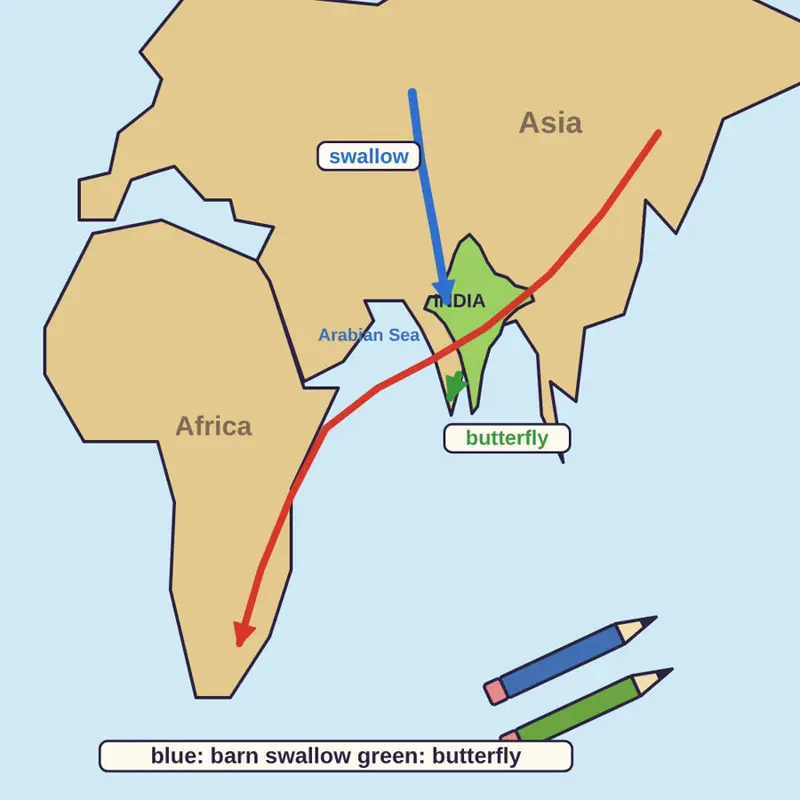 Asia
swallow
INDIA
Arabian Sea
Africa
butterfly
blue: barn swallow green: butterfly